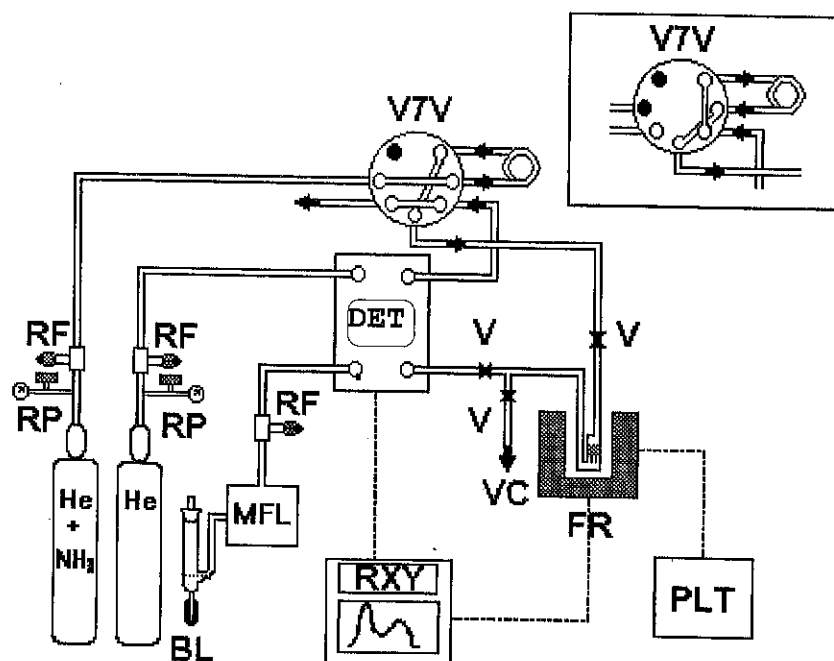 V7V
V7V
RF
RP
RF
RP
DET
V
V
RF
V
VC
FR
He
+
NH₃
He
BL
MFL
RXY
PLT